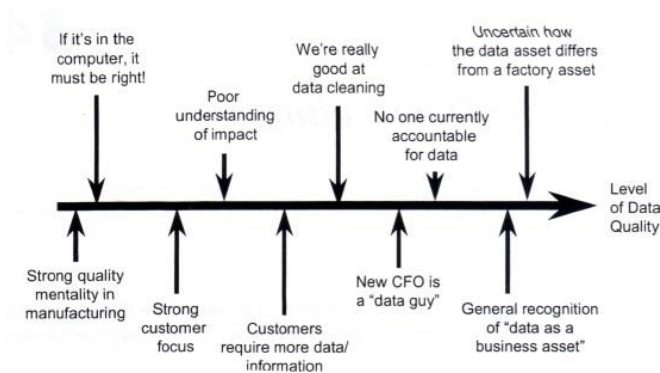 If it's in the
computer, it
must be right!
Poor
understanding
of impact
We're really
good at
data cleaning
No one currently
accountable
for data
Uncertain how
the data asset differs
from a factory asset
Level
of Data
Quality
Strong quality
mentality in
manufacturing
Strong
customer
focus
Customers
require more data/
information
New CFO is
a "data guy"
General recognition
of "data as a
business asset"